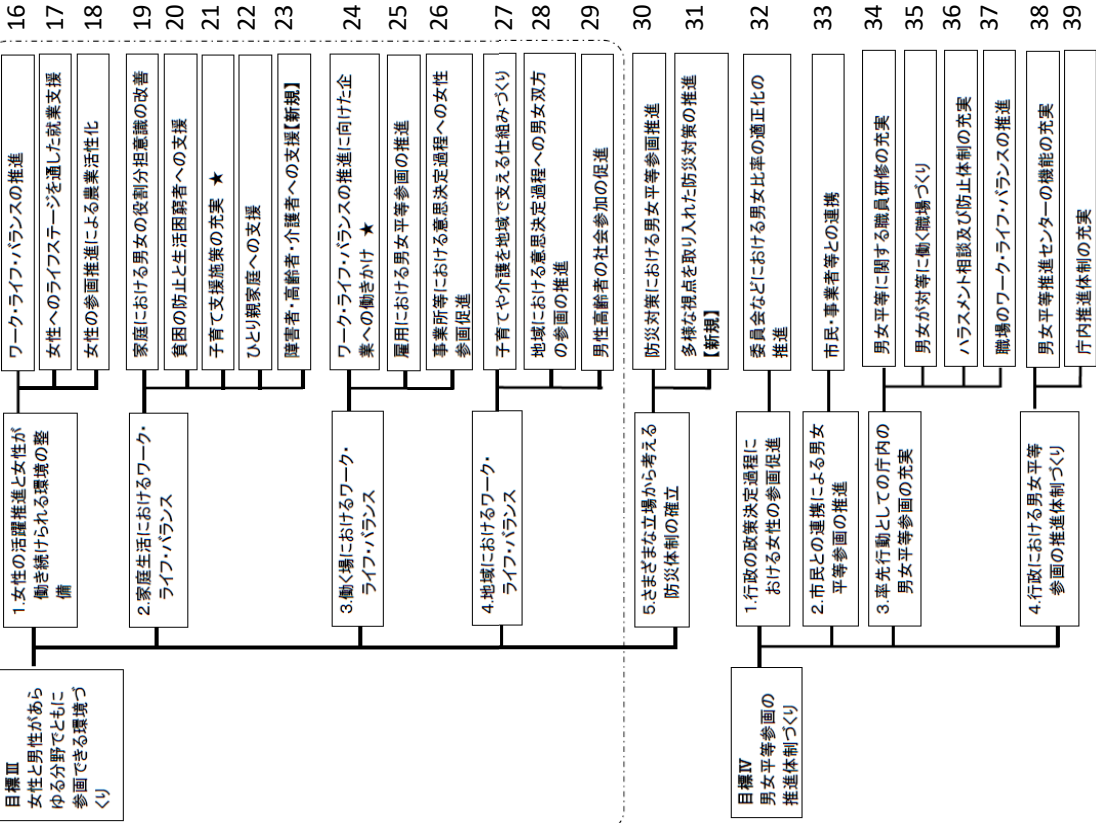 目標Ⅲ
女性と男性があら
ゆる分野でともに
参画できる環境づ
くり
1.女性の活躍推進と女性が
働き続けられる環境の整
備
ワーク・ライフ・バランスの推進
16
女性へのライフステージを通した就業支援
17
女性の参画推進による農業活性化
18
2.家庭生活におけるワーク・
ライフ・バランス
家庭における男女の役割分担意識の改善
19
貧困の防止と生活困窮者への支援
20
子育て支援施策の充実 ★
21
ひとり親家庭への支援
22
障害者・高齢者・介護者への支援【新規】
23
3.働く場におけるワーク・
ライフ・バランス
ワーク・ライフ・バランスの推進に向けた企
業への働きかけ ★
24
雇用における男女平等参画の推進
25
事業所等における意思決定過程への女性
参画促進
26
4.地域におけるワーク・
ライフ・バランス
子育てや介護を地域で支える仕組みづくり
27
地域における意思決定過程への男女双方
の参画の推進
28
男性高齢者の社会参加の促進
29
5.さまざまな立場から考える
防災体制の確立
防災対策における男女平等参画推進
30
多様な視点を取り入れた防災対策の推進
【新規】
31
目標Ⅳ
男女平等参画の
推進体制づくり
1.行政の政策決定過程に
おける女性の参画促進
委員会などにおける男女比率の適正化の
推進
32
2.市民との連携による男女
平等参画の推進
市民・事業者等との連携
33
3.率先行動としての庁内の
男女平等参画の充実
男女平等に関する職員研修の充実
34
男女が対等に働く職場づくり
35
ハラスメント相談及び防止体制の充実
36
職場のワーク・ライフ・バランスの推進
37
4.行政における男女平等
参画の推進体制づくり
男女平等推進センターの機能の充実
38
庁内推進体制の充実
39